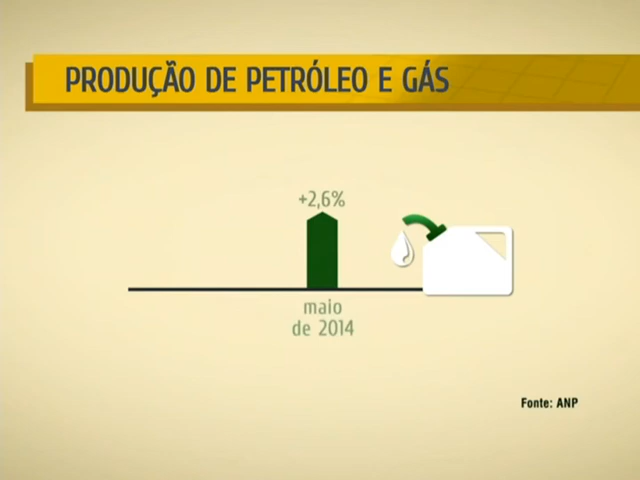 PRODUÇÃO DE PETRÓLEO E GÁS
+2,6%
maio
de 2014
Fonte: ANP